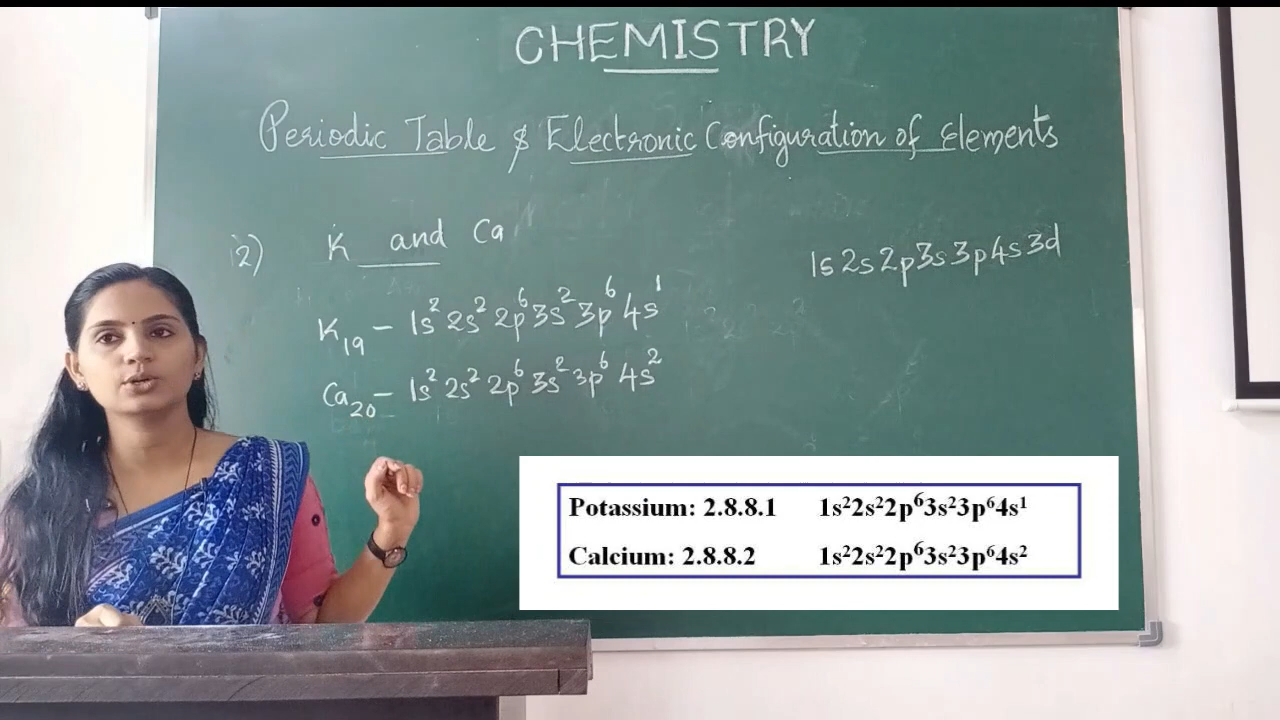 CHEMISTRY
Periodic Table & Electronic Configuration of Elements
2) K and Ca
1s 2s 2p 3s 3p 4s 3d
K₁₉ – 1s² 2s² 2p⁶ 3s² 3p⁶ 4s¹
Ca₂₀ – 1s² 2s² 2p⁶ 3s² 3p⁶ 4s²
Potassium: 2.8.8.1 1s²2s²2p⁶3s²3p⁶4s¹
Calcium: 2.8.8.2 1s²2s²2p⁶3s²3p⁶4s²